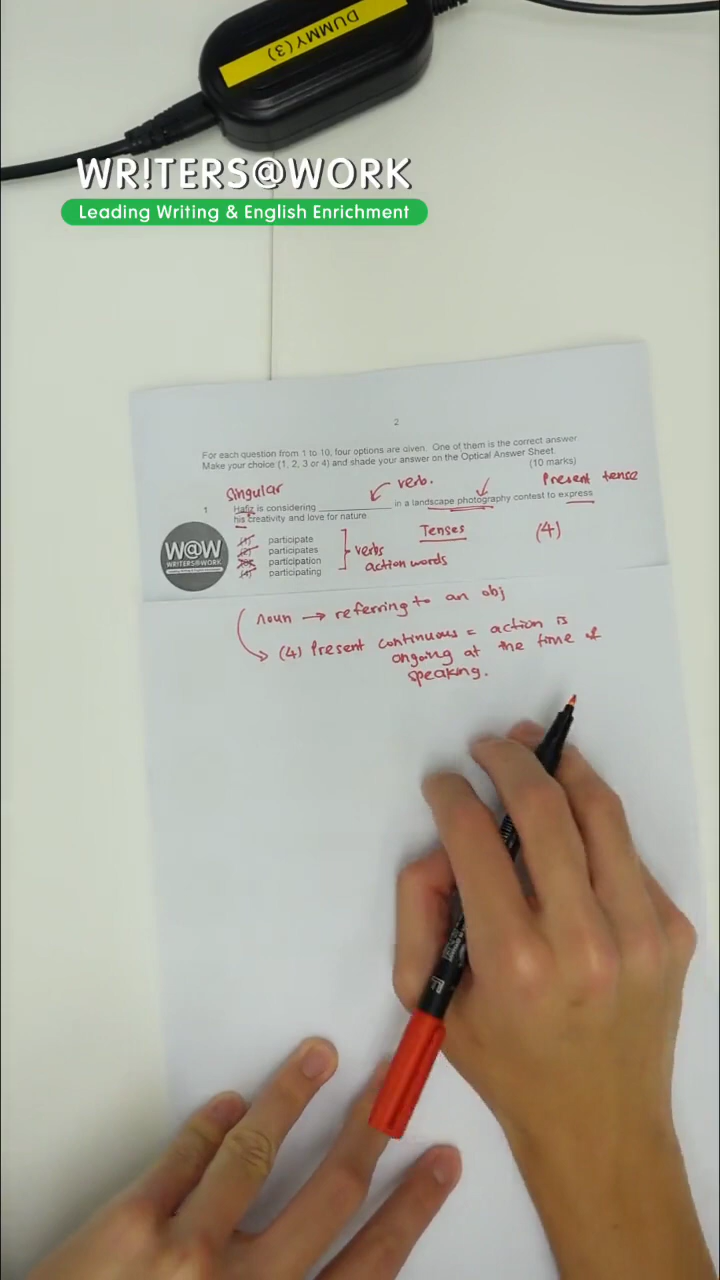 DUMMY(3)
WR!TERS@WORK
Leading Writing & English Enrichment
2
For each question from 1 to 10, four options are given. One of them is the correct answer
Make your choice (1, 2, 3 or 4) and shade your answer on the Optical Answer Sheet.
(10 marks)
Singular
verb.
Present tense
1 Hafiz is considering ____________ in a landscape photography contest to express
his creativity and love for nature
Tenses
(4)
W@W
WR!TERS@WORK
(1) participate
(2) participates
(3) participation
(4) participating
verbs
action words
noun → referring to an obj
(4) Present continuous = action is
ongoing at the time of
speaking.